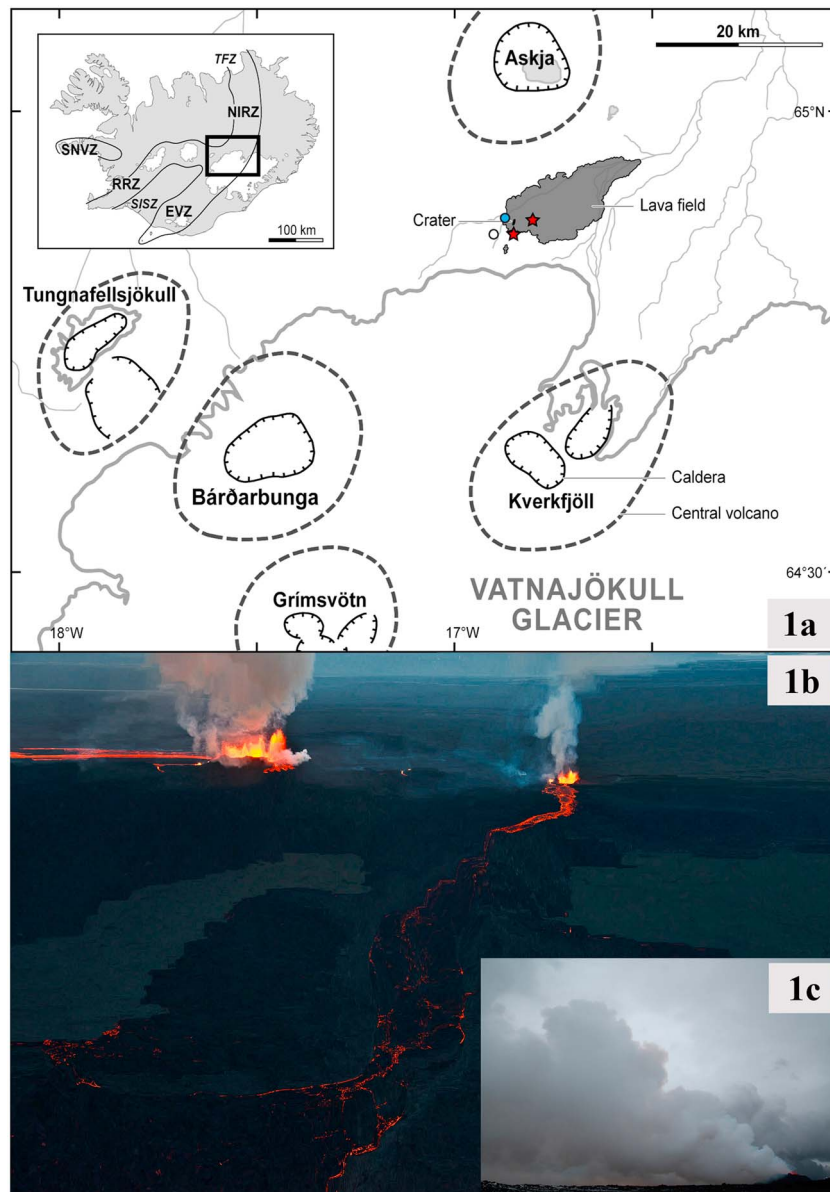 Askja
20 km
65°N
TFZ
NIRZ
SNVZ
RRZ
SISZ
EVZ
100 km
Crater
Lava field
Tungnafellsjökull
Bárðarbunga
Kverkfjöll
Caldera
Central volcano
Grímsvötn
VATNAJÖKULL
GLACIER
64°30´
18°W
17°W
1a
1b
1c